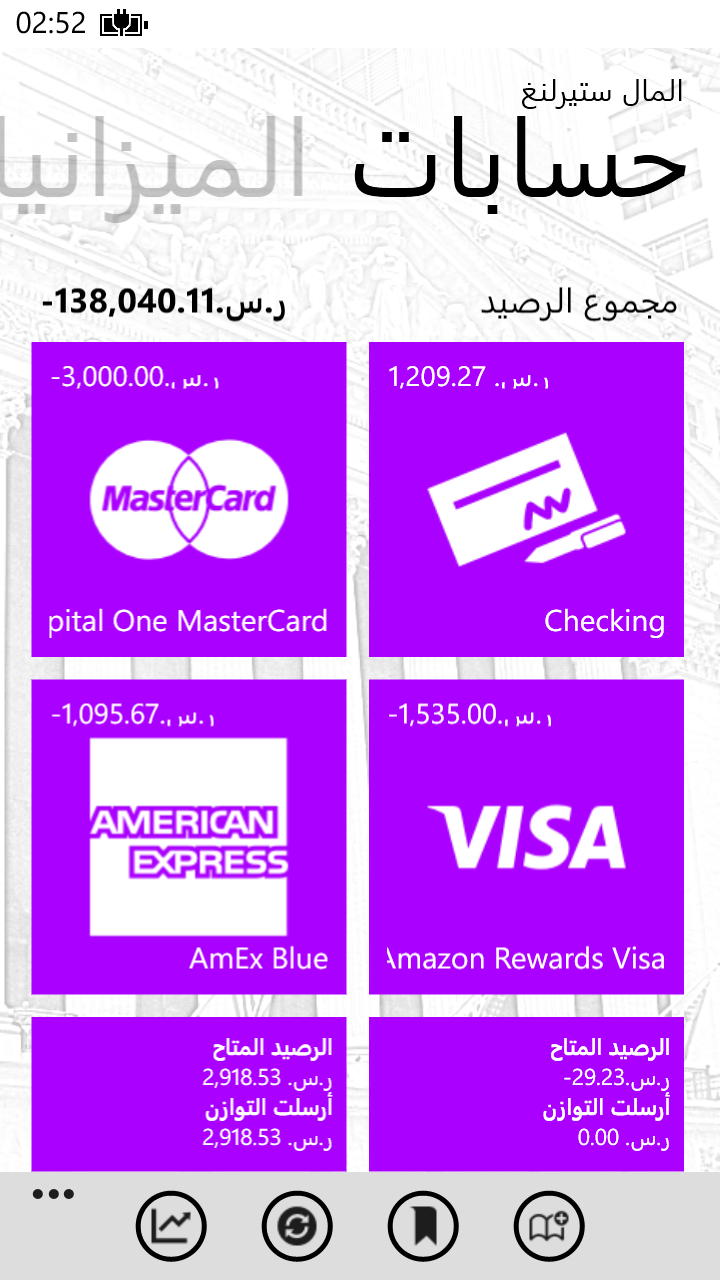 02:52
المال ستيرلنغ
حسابات الميزانيا
مجموع الرصيد -138,040.11.ر.س
1,209.27 .ر.س
Checking
-3,000.00.ر.س
MasterCard
pital One MasterCard
-1,535.00.ر.س
VISA
Amazon Rewards Visa
-1,095.67.ر.س
AMERICAN
EXPRESS
AmEx Blue
الرصيد المتاح
-29.23.ر.س
أرسلت التوازن
0.00 .ر.س
الرصيد المتاح
2,918.53 .ر.س
أرسلت التوازن
2,918.53 .ر.س